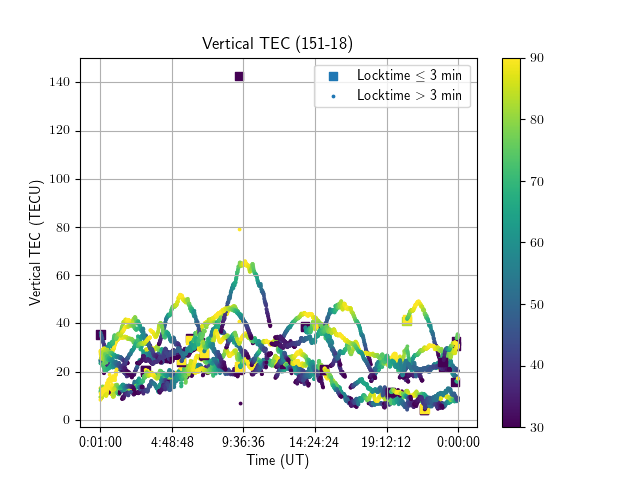 Vertical TEC (151-18)
Locktime ≤ 3 min
Locktime > 3 min
Vertical TEC (TECU)
140
120
100
80
60
40
20
0
0:01:00 4:48:48 9:36:36 14:24:24 19:12:12 0:00:00
Time (UT)
90
80
70
60
50
40
30